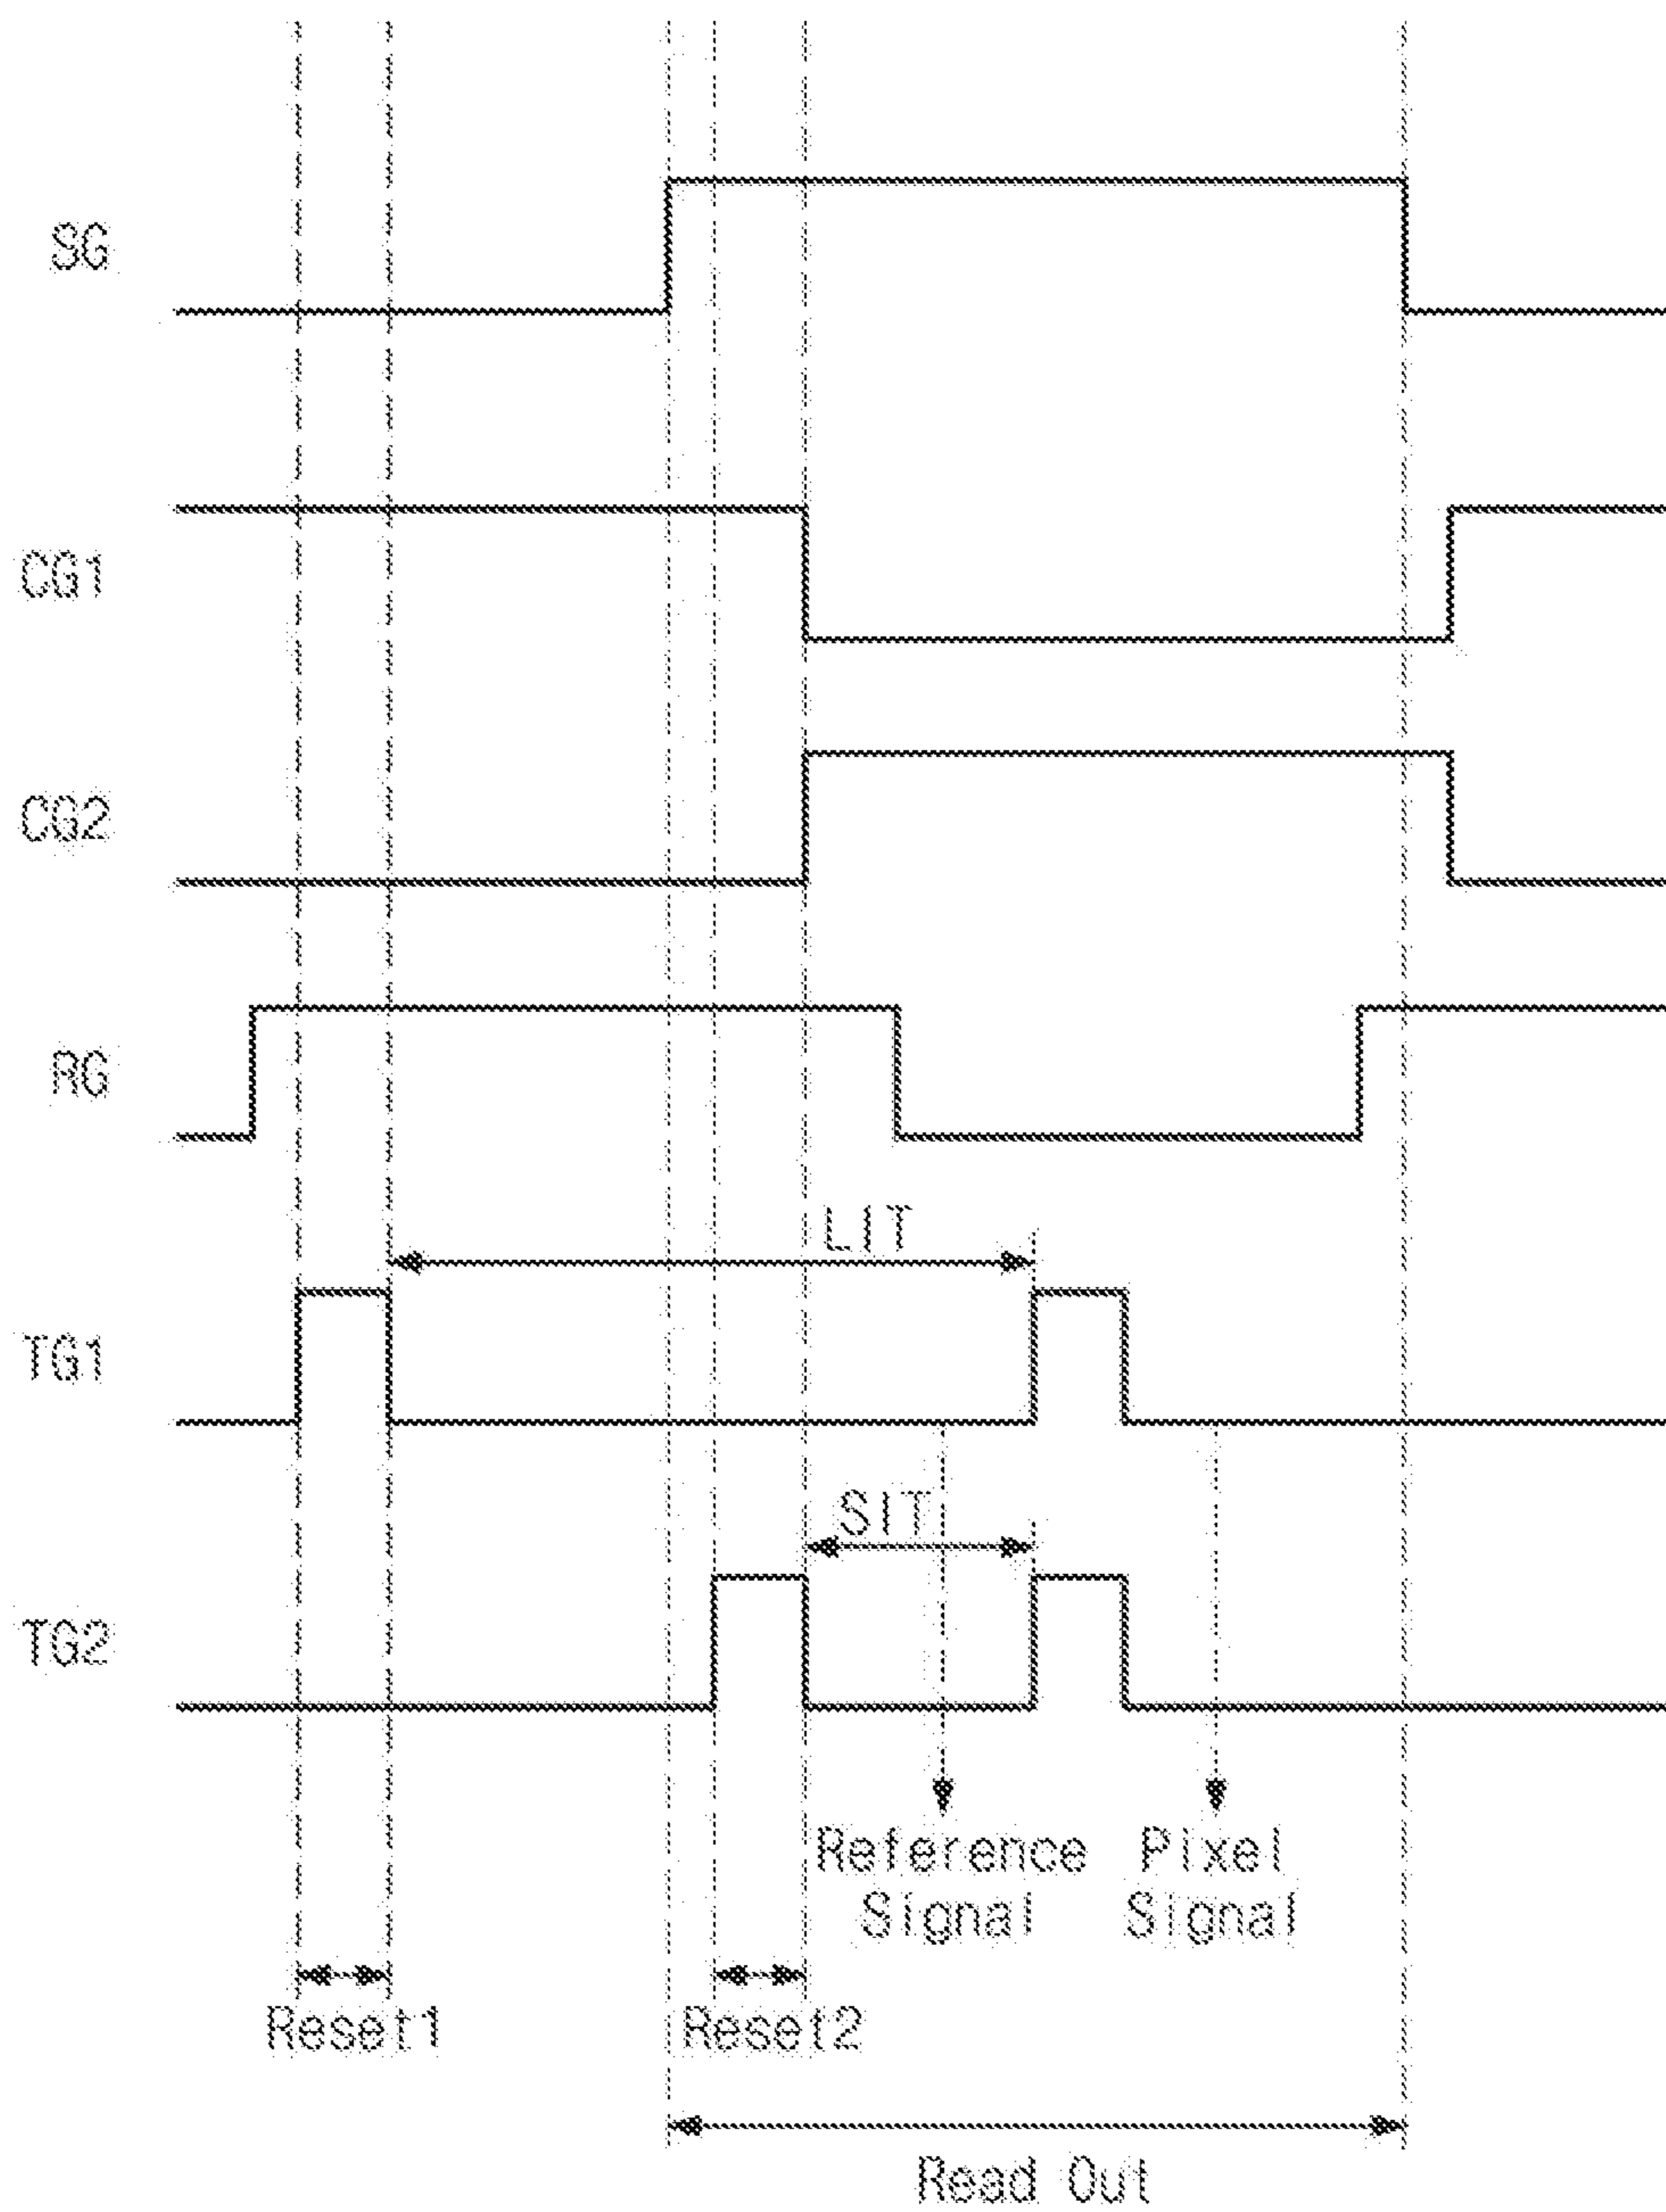 SG
CG1
CG2
RG
LIT
TG1
SIT
TG2
Reference Signal
Pixel Signal
Reset1
Reset2
Read Out